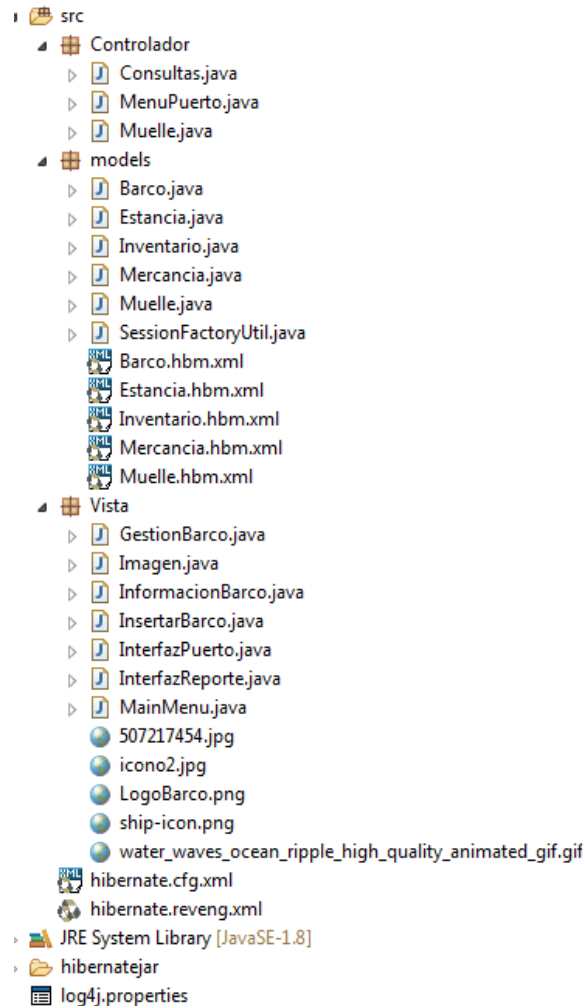 src
Controlador
Consultas.java
MenuPuerto.java
Muelle.java
models
Barco.java
Estancia.java
Inventario.java
Mercancia.java
Muelle.java
SessionFactoryUtil.java
Barco.hbm.xml
Estancia.hbm.xml
Inventario.hbm.xml
Mercancia.hbm.xml
Muelle.hbm.xml
Vista
GestionBarco.java
Imagen.java
InformacionBarco.java
InsertarBarco.java
InterfazPuerto.java
InterfazReporte.java
MainMenu.java
507217454.jpg
icono2.jpg
LogoBarco.png
ship-icon.png
water_waves_ocean_ripple_high_quality_animated_gif.gif
hibernate.cfg.xml
hibernate.reveng.xml
JRE System Library [JavaSE-1.8]
hibernatejar
log4j.properties